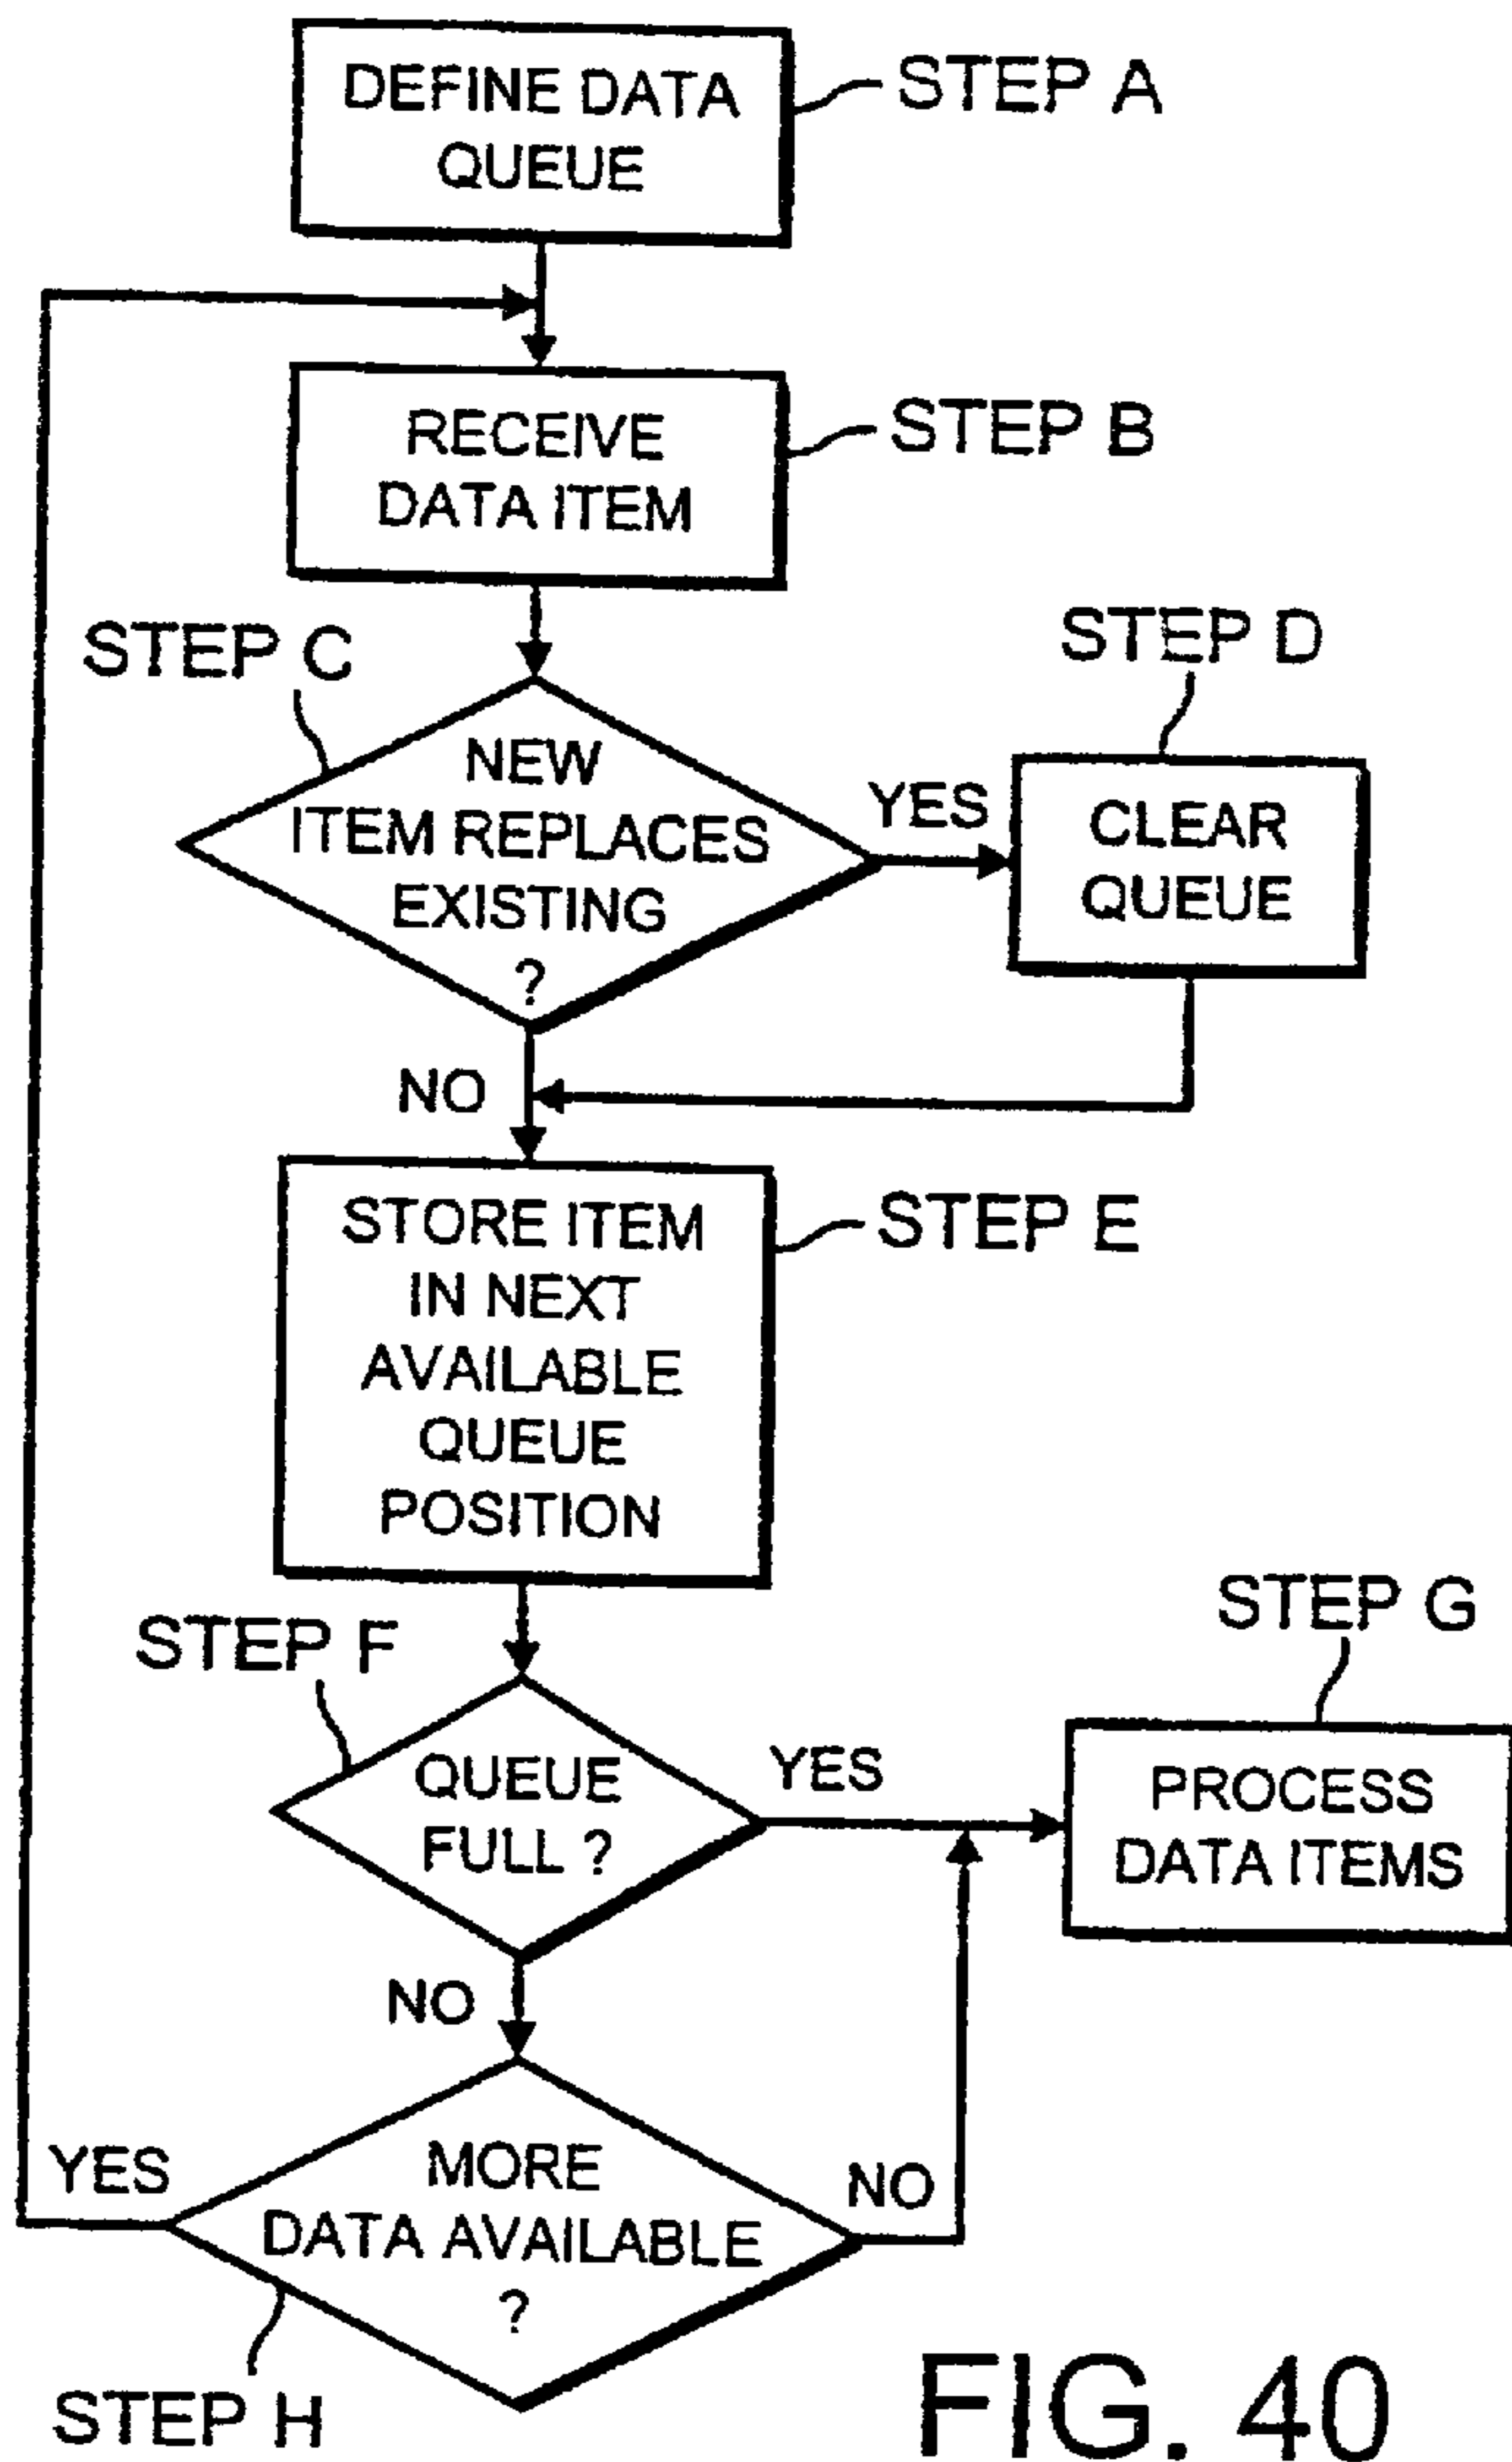 DEFINE DATA
QUEUE
STEP A
RECEIVE
DATA ITEM
STEP B
STEP C
NEW
ITEM REPLACES
EXISTING
?
YES
STEP D
CLEAR
QUEUE
NO
STORE ITEM
IN NEXT
AVAILABLE
QUEUE
POSITION
STEP E
STEP F
QUEUE
FULL ?
YES
STEP G
PROCESS
DATA ITEMS
NO
YES
MORE
DATA AVAILABLE
?
NO
STEP H
FIG. 40